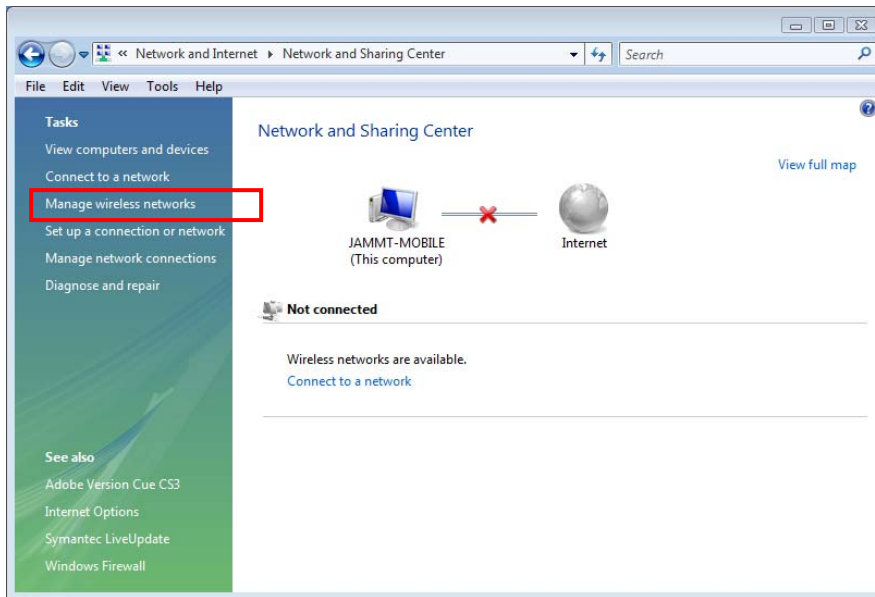 « Network and Internet ▸ Network and Sharing Center
Search
File Edit View Tools Help
Tasks
View computers and devices
Connect to a network
Manage wireless networks
Set up a connection or network
Manage network connections
Diagnose and repair
See also
Adobe Version Cue CS3
Internet Options
Symantec LiveUpdate
Windows Firewall
Network and Sharing Center
View full map
JAMMT-MOBILE
(This computer)
Internet
Not connected
Wireless networks are available.
Connect to a network